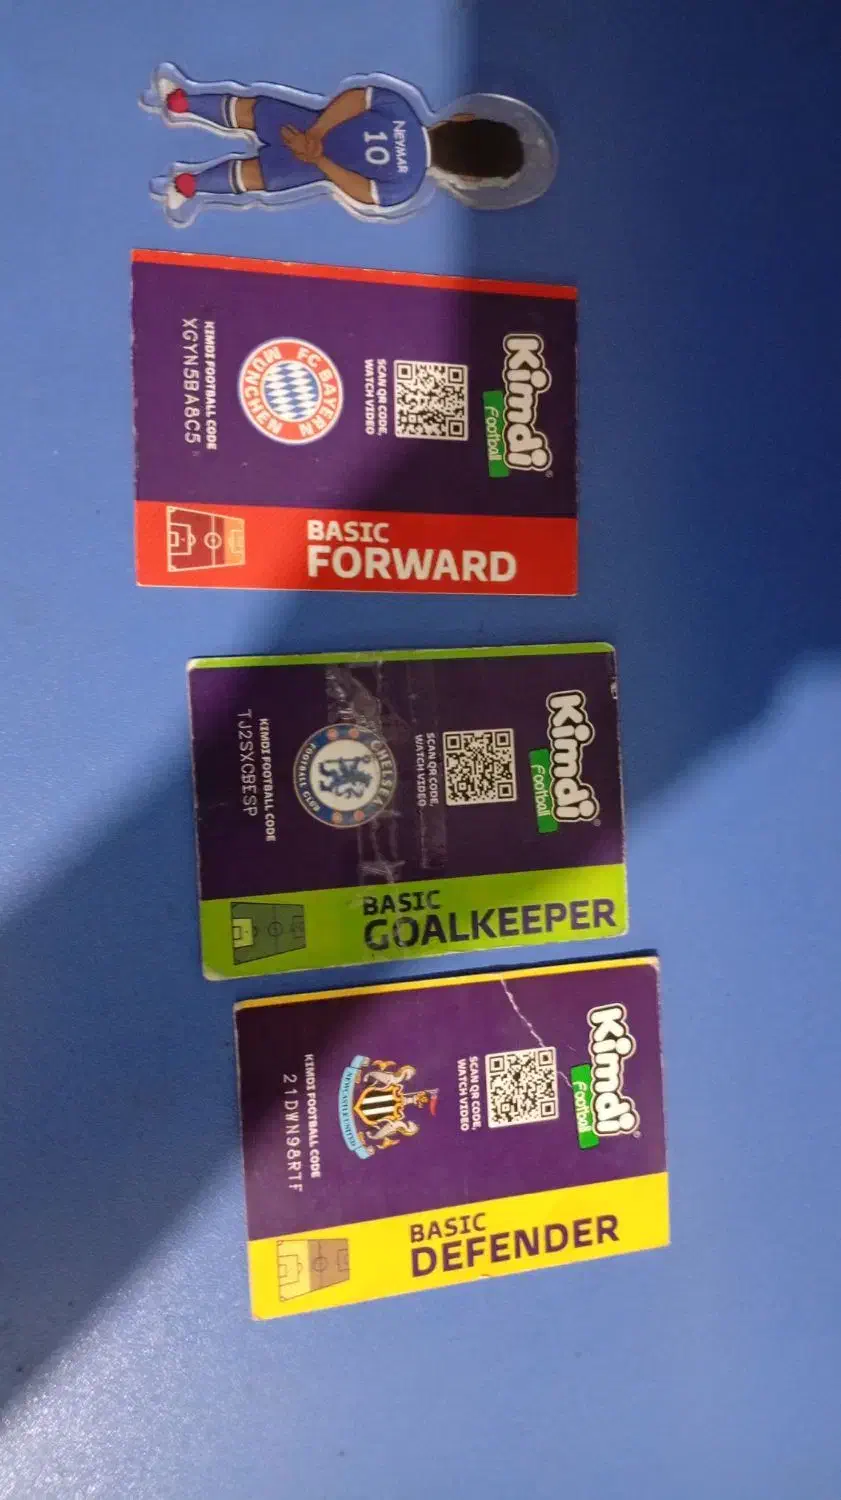 NEYMAR
10
Kimdi
Football
SCAN QR CODE,
WATCH VIDEO
FC BAYERN
MÜNCHEN
KIMDI FOOTBALL CODE
XGYN5BA8C5
BASIC
FORWARD
Kimdi
Football
SCAN QR CODE,
WATCH VIDEO
CHELSEA
FOOTBALL CLUB
KIMDI FOOTBALL CODE
BASIC
GOALKEEPER
Kimdi
Football
SCAN QR CODE,
WATCH VIDEO
NEWCASTLE UNITED
KIMDI FOOTBALL CODE
21DWN98RTF
BASIC
DEFENDER